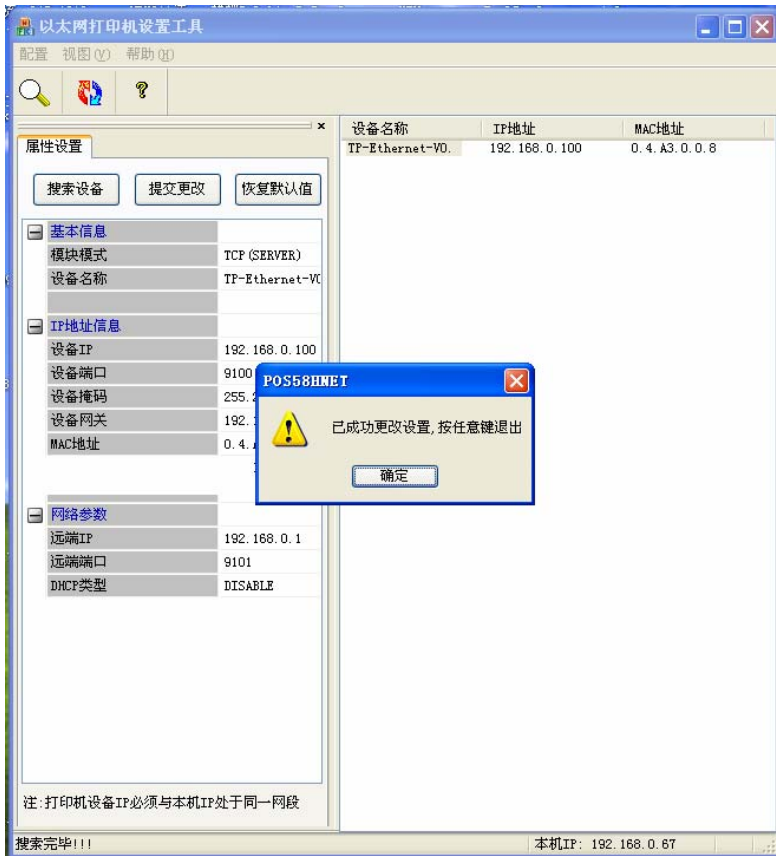 以太网打印机设置工具
配置 视图(V) 帮助(H)
属性设置
搜索设备 提交更改 恢复默认值
基本信息
模块模式 TCP(SERVER)
设备名称 TP-Ethernet-V0
IP地址信息
设备IP 192.168.0.100
设备端口 9100
设备掩码 255.
设备网关 192.
MAC地址 0.4.
网络参数
远端IP 192.168.0.1
远端端口 9101
DHCP类型 DISABLE
注:打印机设备IP必须与本机IP处于同一网段
设备名称 IP地址 MAC地址
TP-Ethernet-V0. 192.168.0.100 0.4.A3.0.0.8
POS58HNET
已成功更改设置,按任意键退出
确定
搜索完毕!!! 本机IP: 192.168.0.67